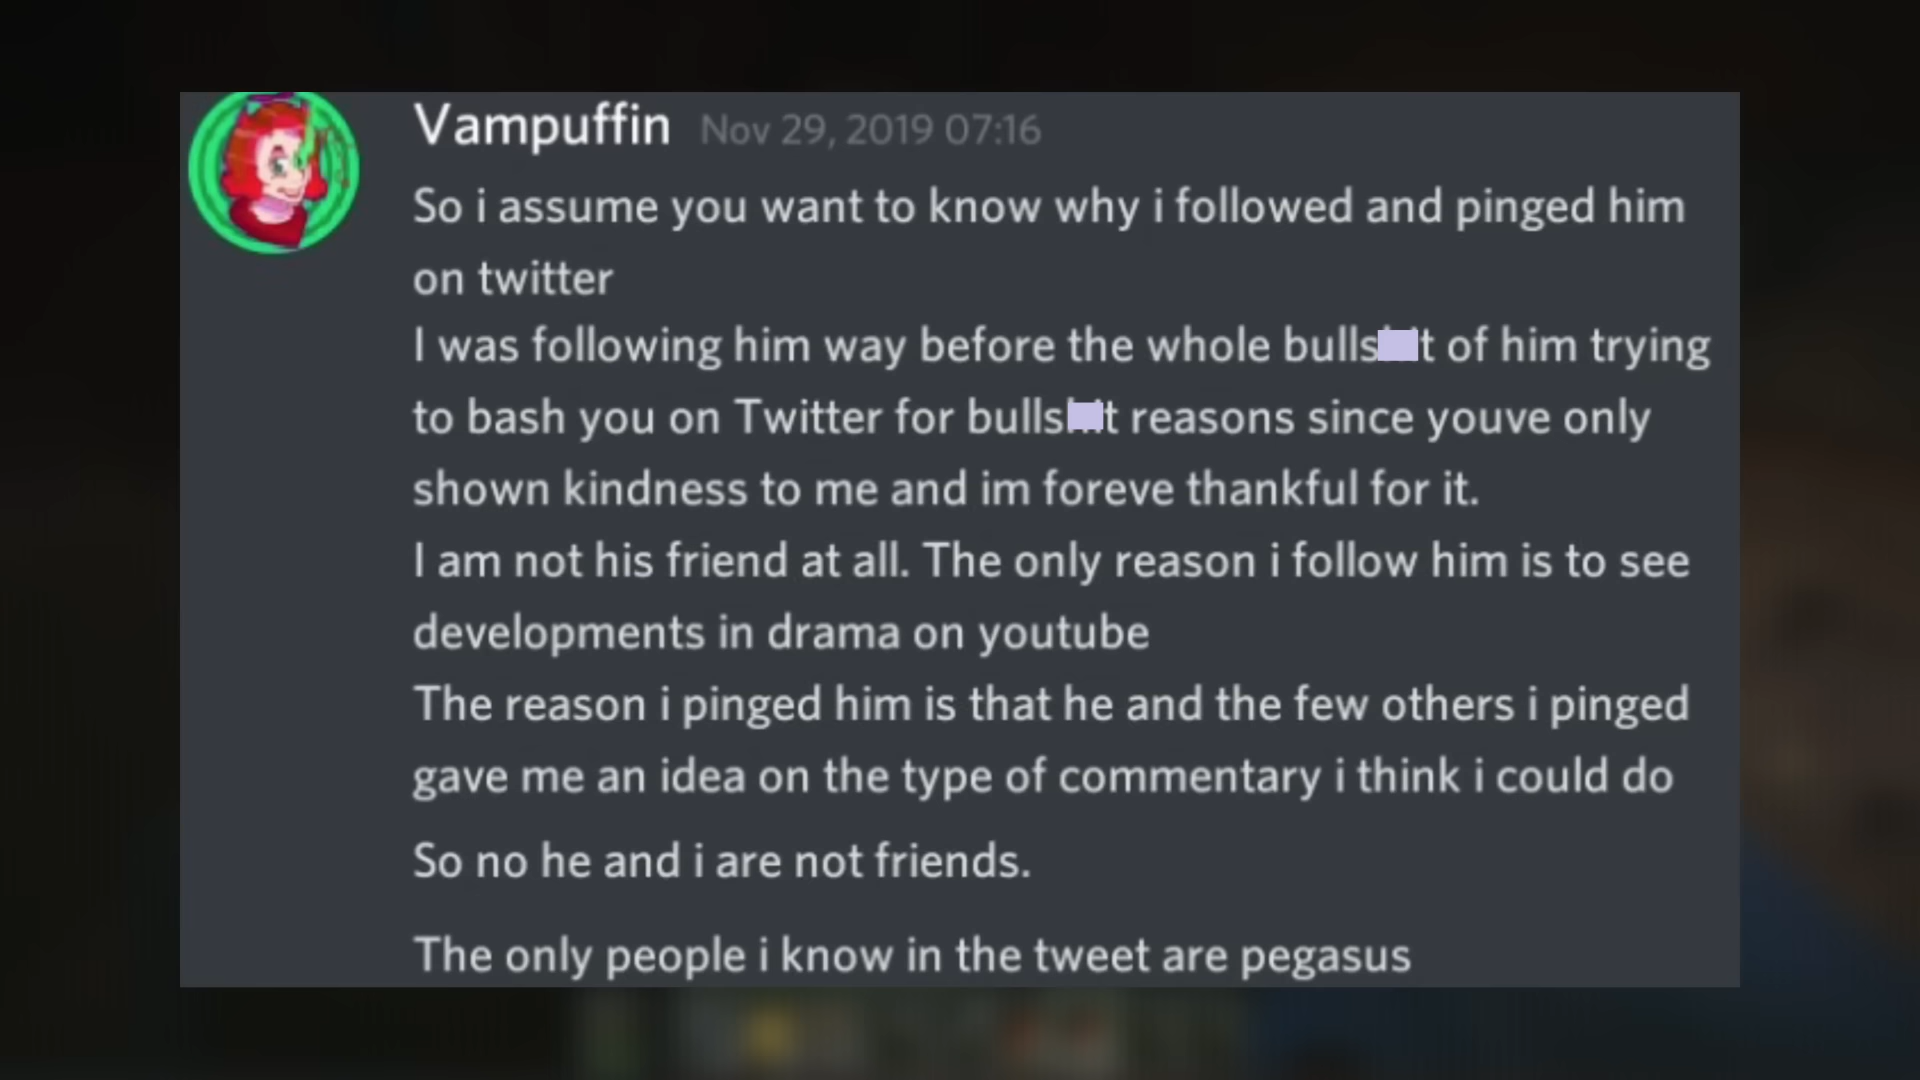 Vampuffin Nov 29, 2019 07:16
So i assume you want to know why i followed and pinged him
on twitter
I was following him way before the whole bulls t of him trying
to bash you on Twitter for bulls t reasons since youve only
shown kindness to me and im foreve thankful for it.
I am not his friend at all. The only reason i follow him is to see
developments in drama on youtube
The reason i pinged him is that he and the few others i pinged
gave me an idea on the type of commentary i think i could do
So no he and i are not friends.
The only people i know in the tweet are pegasus